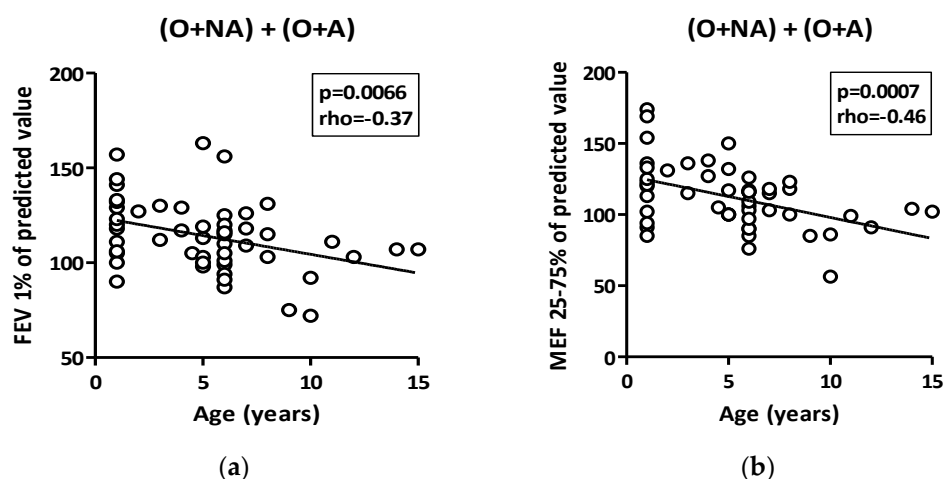 (O+NA) + (O+A)
200
150
100
50
0
5
10
15
FEV 1% of predicted value
Age (years)
p=0.0066
rho=-0.37
(a)
(O+NA) + (O+A)
200
150
100
50
0
0
5
10
15
MEF 25-75% of predicted value
Age (years)
p=0.0007
rho=-0.46
(b)